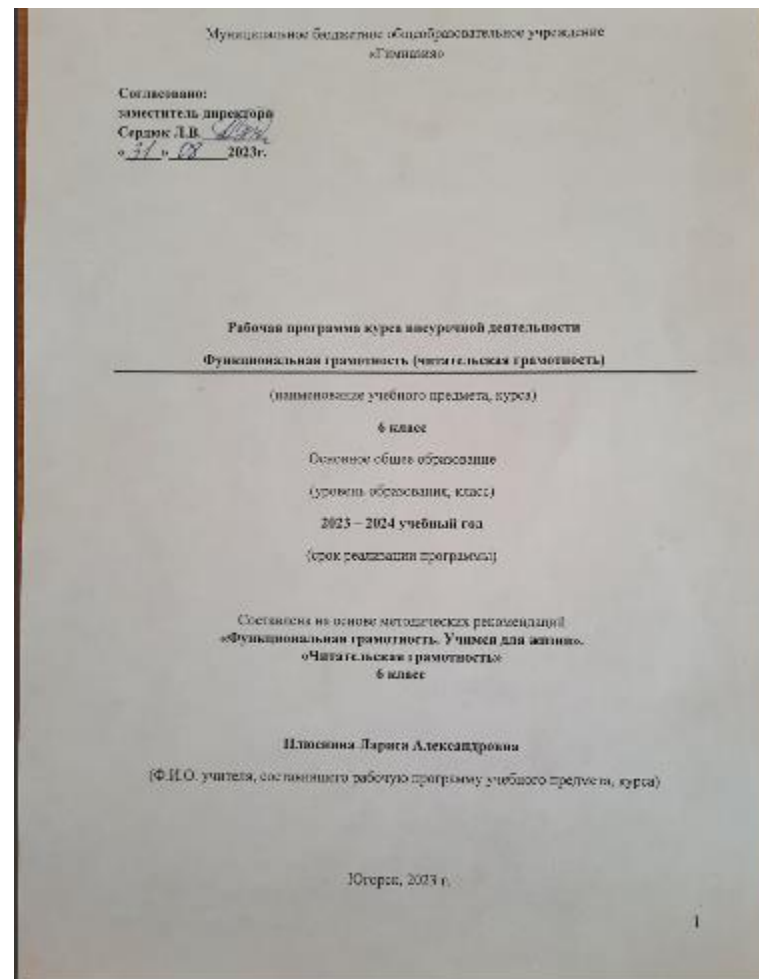 Муниципальное бюджетное общеобразовательное учреждение
«Гимназия»
Согласовано:
заместитель директора
Сердюк Л.В.
« 31 » 08 2023г.
Рабочая программа курса внеурочной деятельности
Функциональная грамотность (читательская грамотность)
(наименование учебного предмета, курса)
6 класс
Основное общее образование
(уровень образования, класс)
2023 – 2024 учебный год
(срок реализации программы)
Составлена на основе методических рекомендаций
«Функциональная грамотность. Учимся для жизни».
«Читательская грамотность»
6 класс
Плюснина Лариса Александровна
(Ф.И.О. учителя, составившего рабочую программу учебного предмета, курса)
Югорск, 2023 г.
1